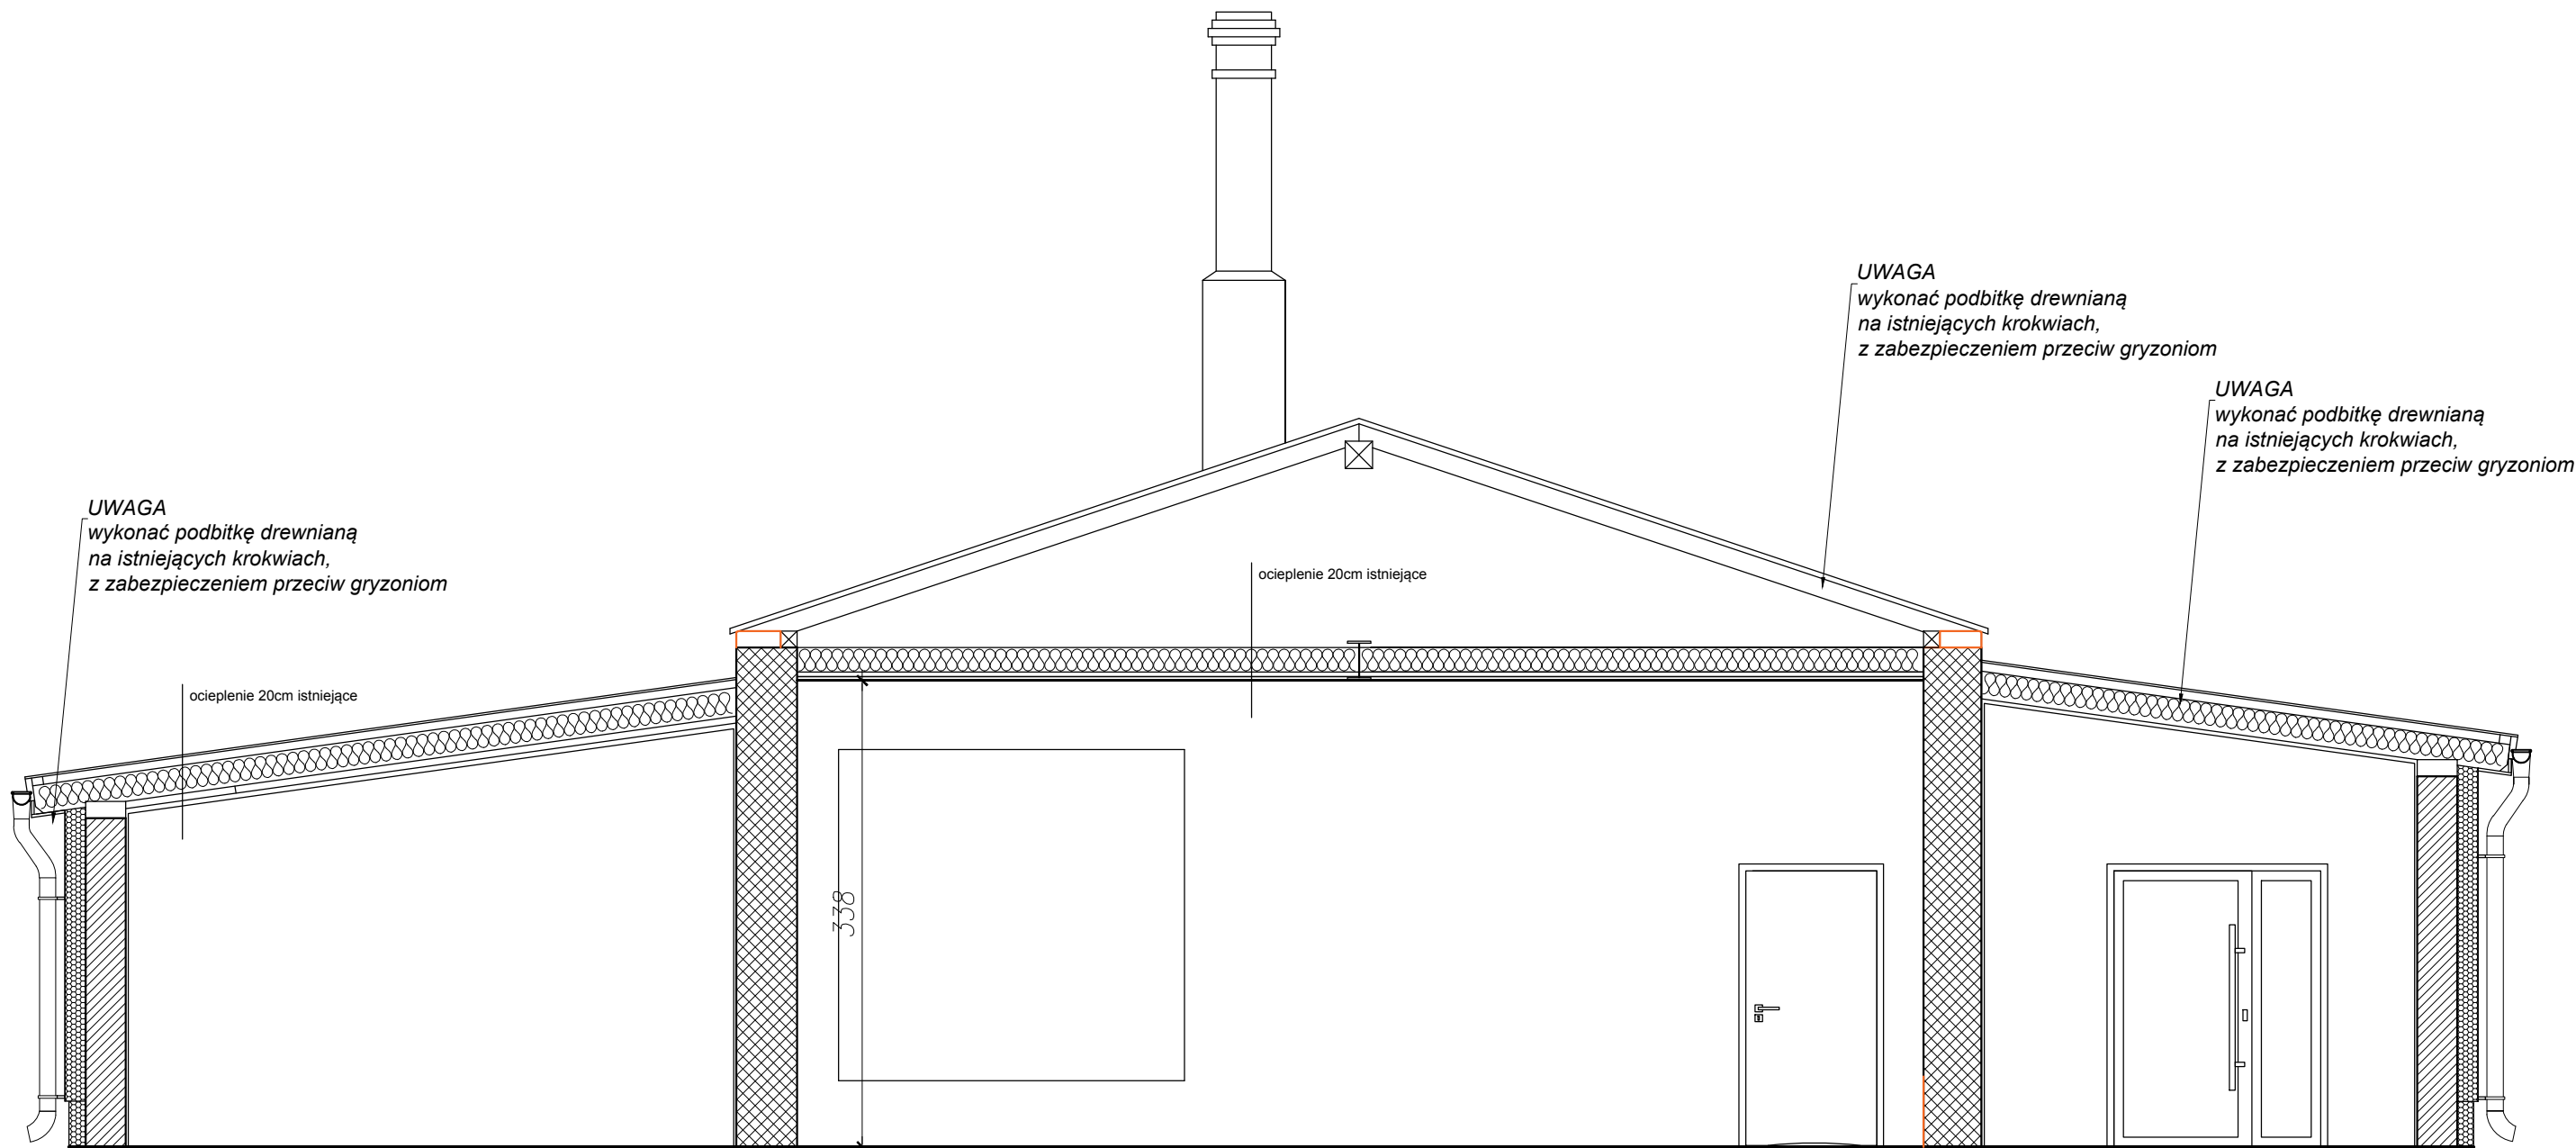 UWAGA
wykonać podbitkę drewnianą
na istniejących krokwiach,
z zabezpieczeniem przeciw gryzoniom
UWAGA
wykonać podbitkę drewnianą
na istniejących krokwiach,
z zabezpieczeniem przeciw gryzoniom
UWAGA
wykonać podbitkę drewnianą
na istniejących krokwiach,
z zabezpieczeniem przeciw gryzoniom
ocieplenie 20cm istniejące
ocieplenie 20cm istniejące
338